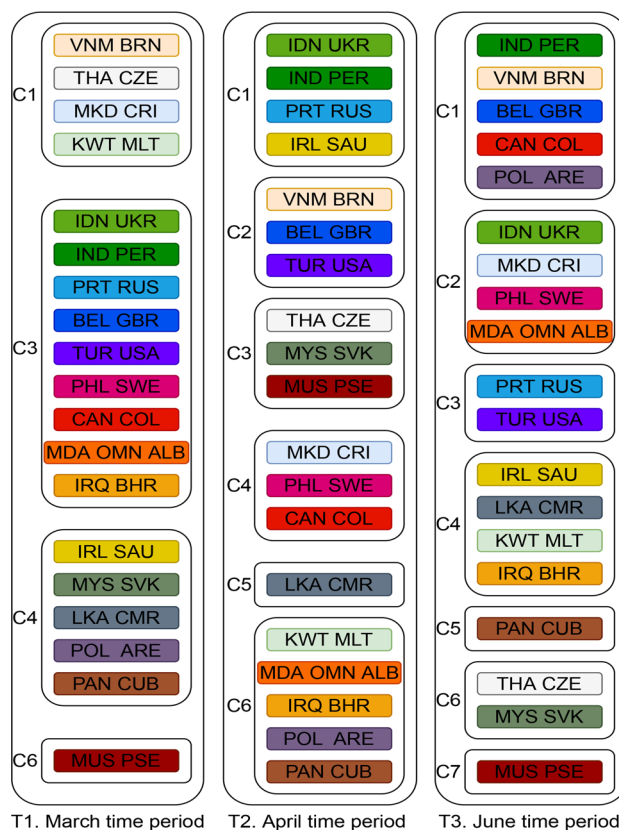 C1
VNM BRN
THA CZE
MKD CRI
KWT MLT
C3
IDN UKR
IND PER
PRT RUS
BEL GBR
TUR USA
PHL SWE
CAN COL
MDA OMN ALB
IRQ BHR
C4
IRL SAU
MYS SVK
LKA CMR
POL ARE
PAN CUB
C6
MUS PSE
T1. March time period
C1
IDN UKR
IND PER
PRT RUS
IRL SAU
C2
VNM BRN
BEL GBR
TUR USA
C3
THA CZE
MYS SVK
MUS PSE
C4
MKD CRI
PHL SWE
CAN COL
C5
LKA CMR
C6
KWT MLT
MDA OMN ALB
IRQ BHR
POL ARE
PAN CUB
T2. April time period
C1
IND PER
VNM BRN
BEL GBR
CAN COL
POL ARE
C2
IDN UKR
MKD CRI
PHL SWE
MDA OMN ALB
C3
PRT RUS
TUR USA
C4
IRL SAU
LKA CMR
KWT MLT
IRQ BHR
C5
PAN CUB
C6
THA CZE
MYS SVK
C7
MUS PSE
T3. June time period